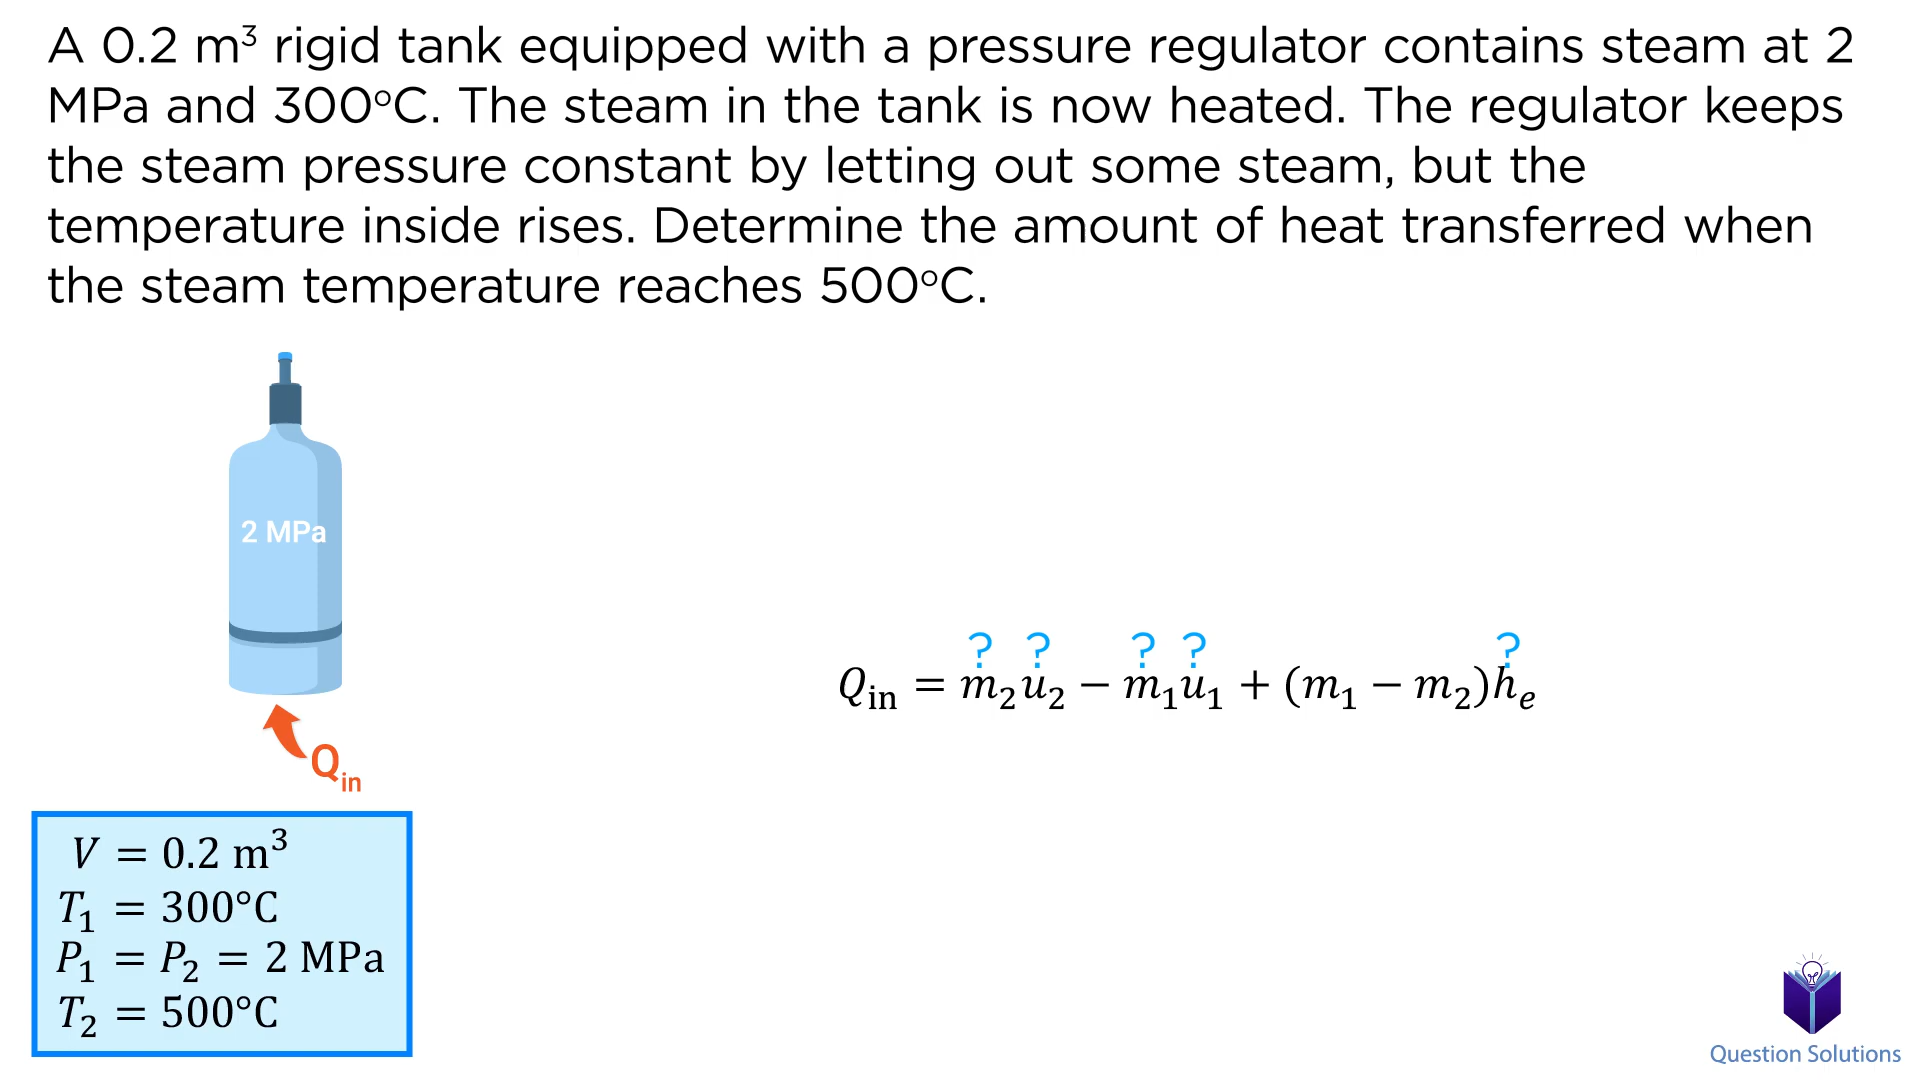 A 0.2 m³ rigid tank equipped with a pressure regulator contains steam at 2
MPa and 300°C. The steam in the tank is now heated. The regulator keeps
the steam pressure constant by letting out some steam, but the
temperature inside rises. Determine the amount of heat transferred when
the steam temperature reaches 500°C.
2 MPa
? ? ? ? ?
Q_in = m₂u₂ − m₁u₁ + (m₁ − m₂)hₑ
Q_in
V = 0.2 m³
T₁ = 300°C
P₁ = P₂ = 2 MPa
T₂ = 500°C
Question Solutions